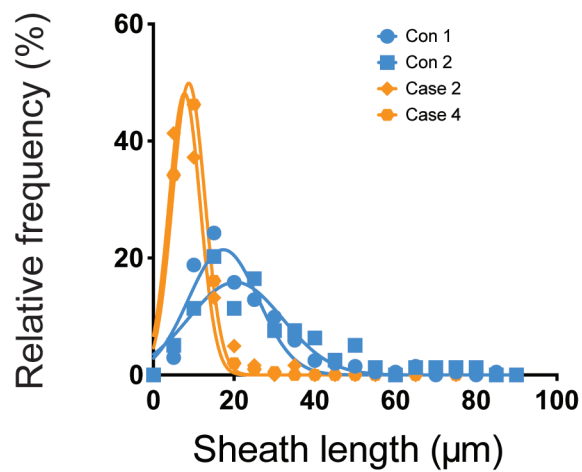 Relative frequency (%)
60
40
20
0
0 20 40 60 80 100
Sheath length (µm)
Con 1
Con 2
Case 2
Case 4